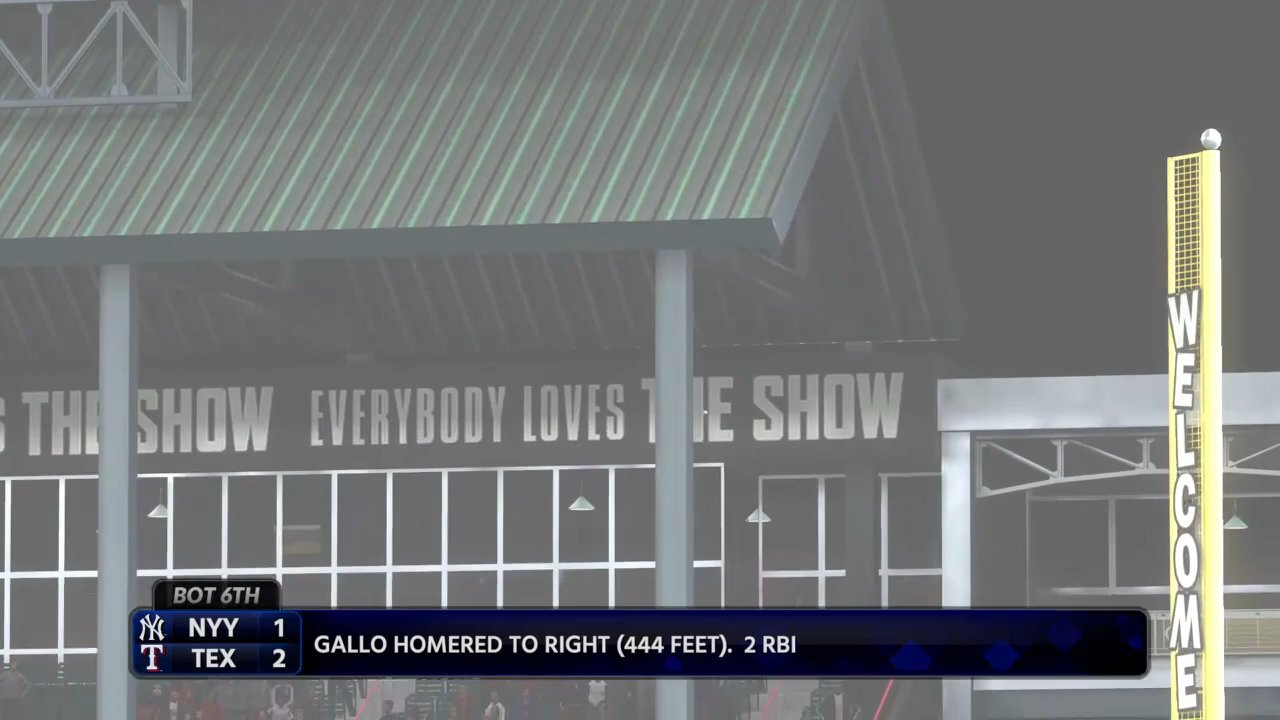 S THE SHOW EVERYBODY LOVES THE SHOW
WELCOME
BOT 6TH
NYY 1
TEX 2
GALLO HOMERED TO RIGHT (444 FEET). 2 RBI